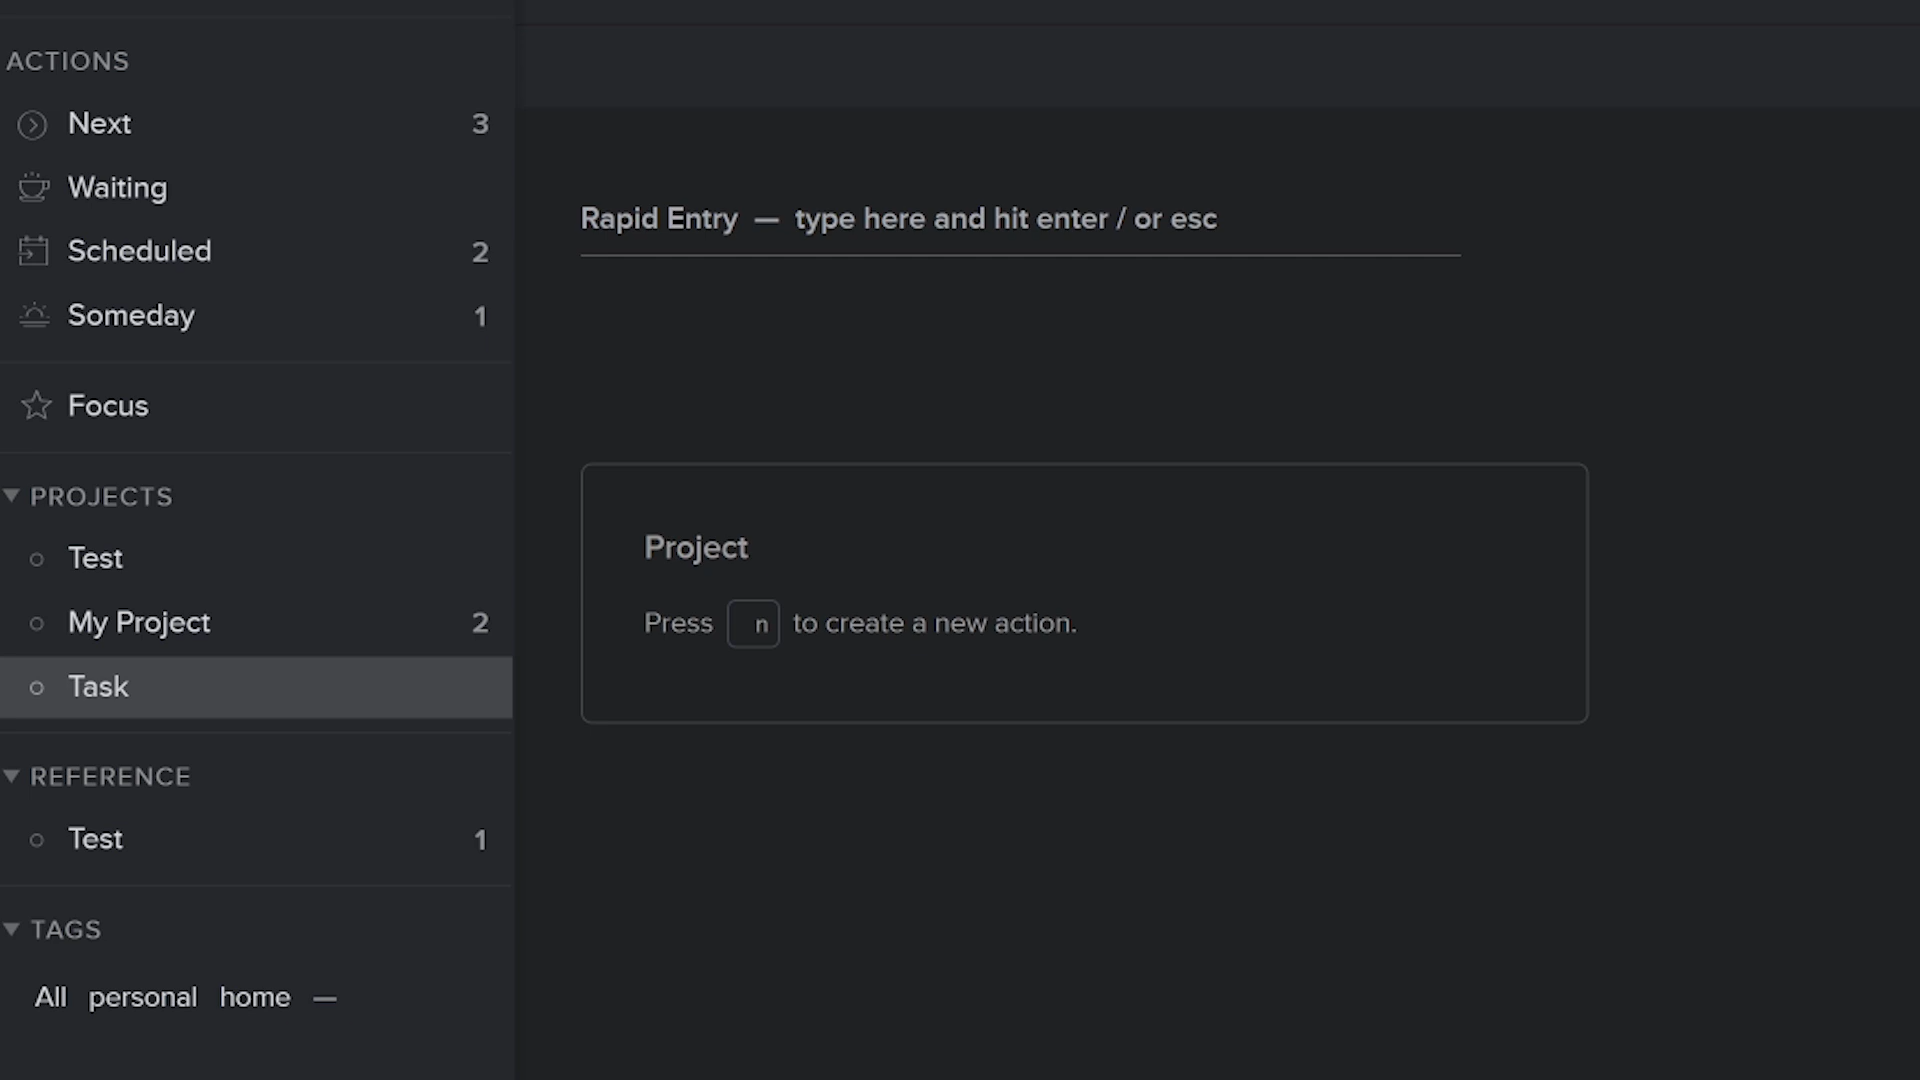 ACTIONS
Next 3
Waiting
Scheduled 2
Someday 1
Focus
PROJECTS
Test
My Project 2
Task
REFERENCE
Test 1
TAGS
All personal home —
Rapid Entry — type here and hit enter / or esc
Project
Press n to create a new action.